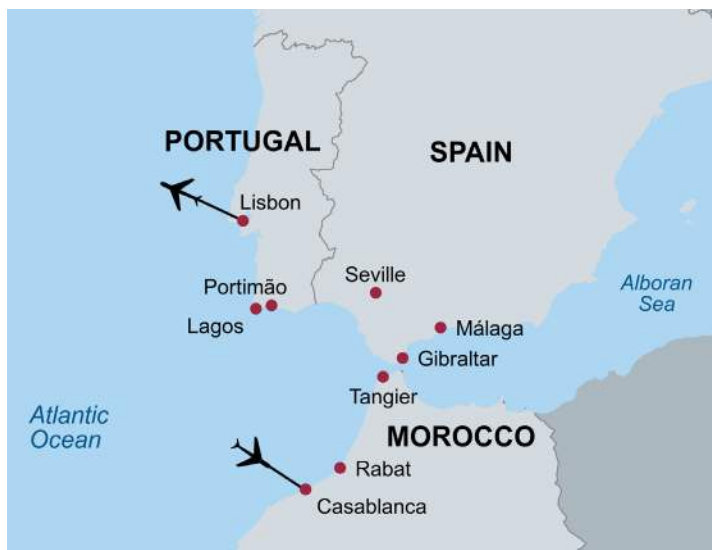 PORTUGAL
SPAIN
Lisbon
Seville
Portimão
Lagos
Málaga
Alboran
Sea
Gibraltar
Tangier
Atlantic
Ocean
MOROCCO
Rabat
Casablanca